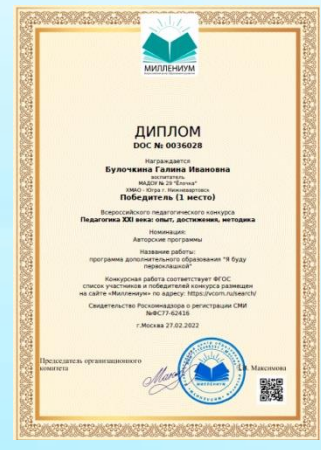 МИЛЛЕНИУМ
ДИПЛОМ
DOC № 0036028
Награждается
Булочкина Галина Ивановна
воспитатель
МАДОУ № 29 "Ёлочка"
ХМАО - Югра г. Нижневартовск
Победитель (1 место)
Всероссийского педагогического конкурса
Педагогика XXI века: опыт, достижения, методика
Номинация:
Авторские программы
Название работы:
программа дополнительного образования "Я буду
первоклашкой"
Конкурсная работа соответствует ФГОС
список участников и победителей конкурса размещен
на сайте «Миллениум» по адресу: https://vcom.ru/search/
Свидетельство Роскомнадзора о регистрации СМИ
№ФС77-62416
г.Москва 27.02.2022
Председатель организационного
комитета
Максимова
МИЛЛЕНИУМ